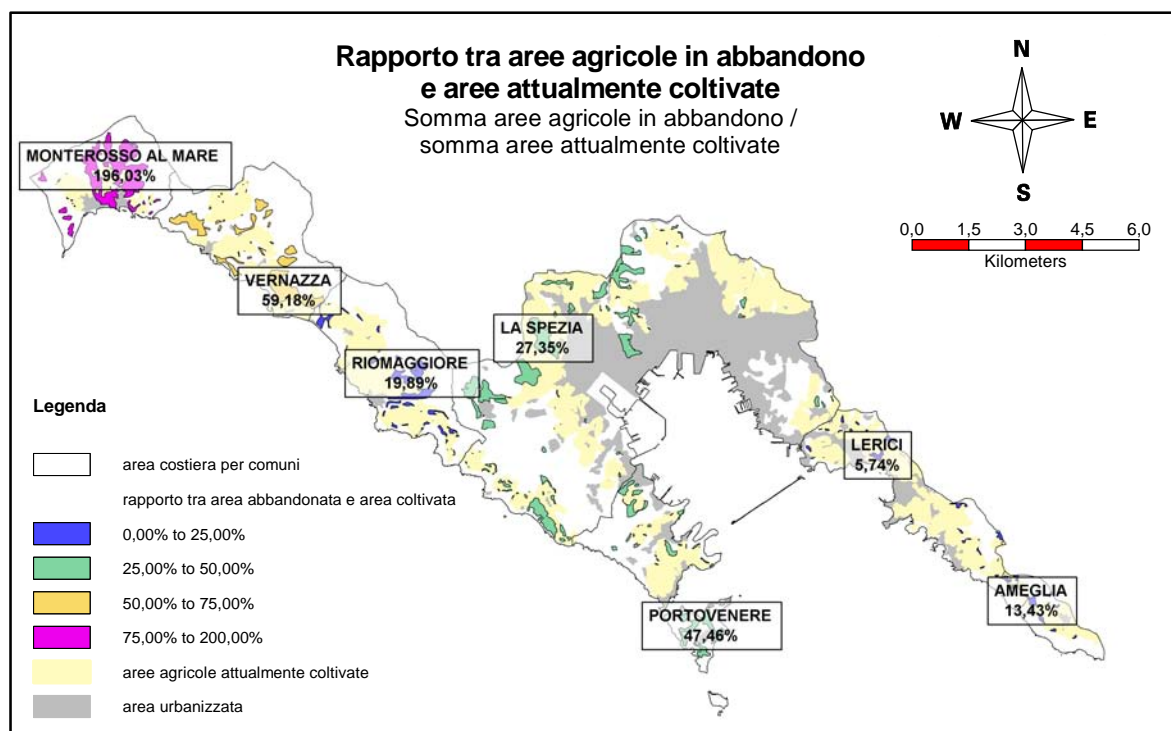 Rapporto tra aree agricole in abbandono
e aree attualmente coltivate
Somma aree agricole in abbandono /
somma aree attualmente coltivate
N
W
E
S
0,0
1,5
3,0
4,5
6,0
Kilometers
MONTEROSSO AL MARE
196,03%
VERNAZZA
59,18%
LA SPEZIA
27,35%
RIOMAGGIORE
19,89%
LERICI
5,74%
AMEGLIA
13,43%
PORTOVENERE
47,46%
Legenda
area costiera per comuni
rapporto tra area abbandonata e area coltivata
0,00% to 25,00%
25,00% to 50,00%
50,00% to 75,00%
75,00% to 200,00%
aree agricole attualmente coltivate
area urbanizzata